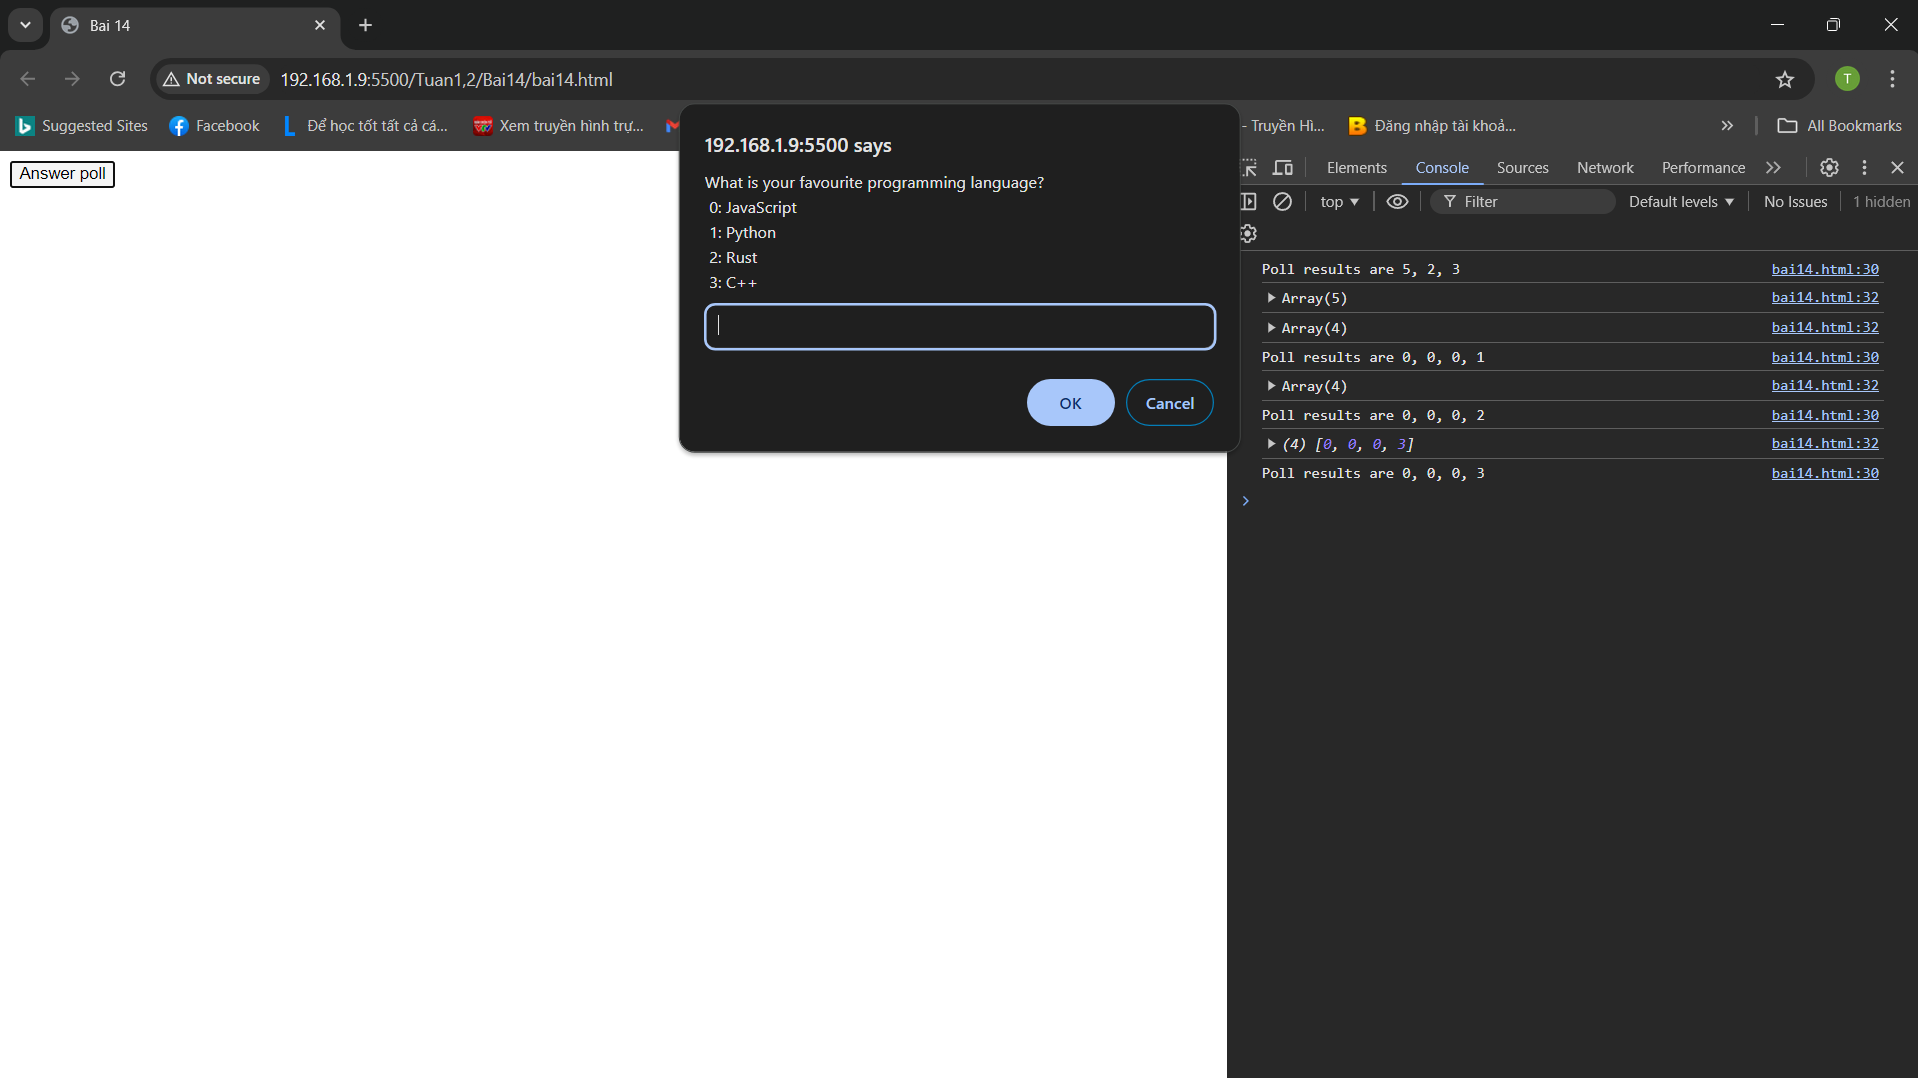 Bai 14
Not secure
192.168.1.9:5500/Tuan1,2/Bai14/bai14.html
T
Suggested Sites
Facebook
Để học tốt tất cả cá...
Xem truyền hình trự...
- Truyền Hì...
Đăng nhập tài khoả...
All Bookmarks
Answer poll
192.168.1.9:5500 says
What is your favourite programming language?
0: JavaScript
1: Python
2: Rust
3: C++
OK
Cancel
Elements
Console
Sources
Network
Performance
top
Filter
Default levels
No Issues
1 hidden
Poll results are 5, 2, 3 bai14.html:30
Array(5) bai14.html:32
Array(4) bai14.html:32
Poll results are 0, 0, 0, 1 bai14.html:30
Array(4) bai14.html:32
Poll results are 0, 0, 0, 2 bai14.html:30
(4) [0, 0, 0, 3] bai14.html:32
Poll results are 0, 0, 0, 3 bai14.html:30